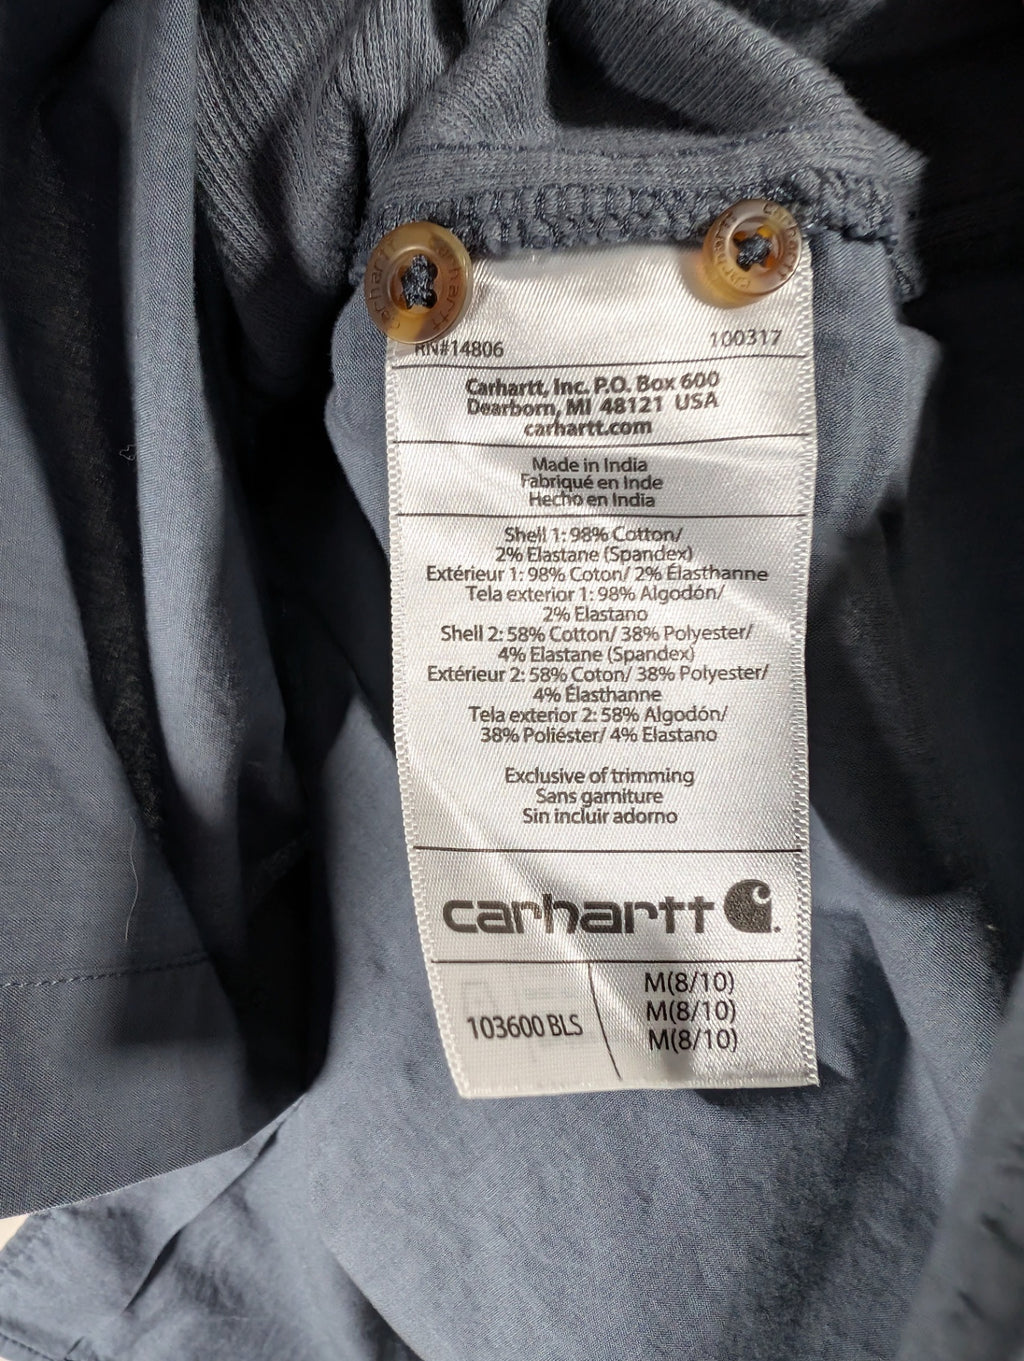 carhartt carhartt
carhartt carhartt
RN#14806 100317
Carhartt, Inc. P.O. Box 600
Dearborn, MI 48121 USA
carhartt.com
Made in India
Fabriqué en Inde
Hecho en India
Shell 1: 98% Cotton/
2% Elastane (Spandex)
Extérieur 1: 98% Coton/ 2% Élasthanne
Tela exterior 1: 98% Algodón/
2% Elastano
Shell 2: 58% Cotton/ 38% Polyester/
4% Elastane (Spandex)
Extérieur 2: 58% Coton/ 38% Polyester/
4% Élasthanne
Tela exterior 2: 58% Algodón/
38% Poliéster/ 4% Elastano
Exclusive of trimming
Sans garniture
Sin incluir adorno
carhartt
103600 BLS
M(8/10)
M(8/10)
M(8/10)